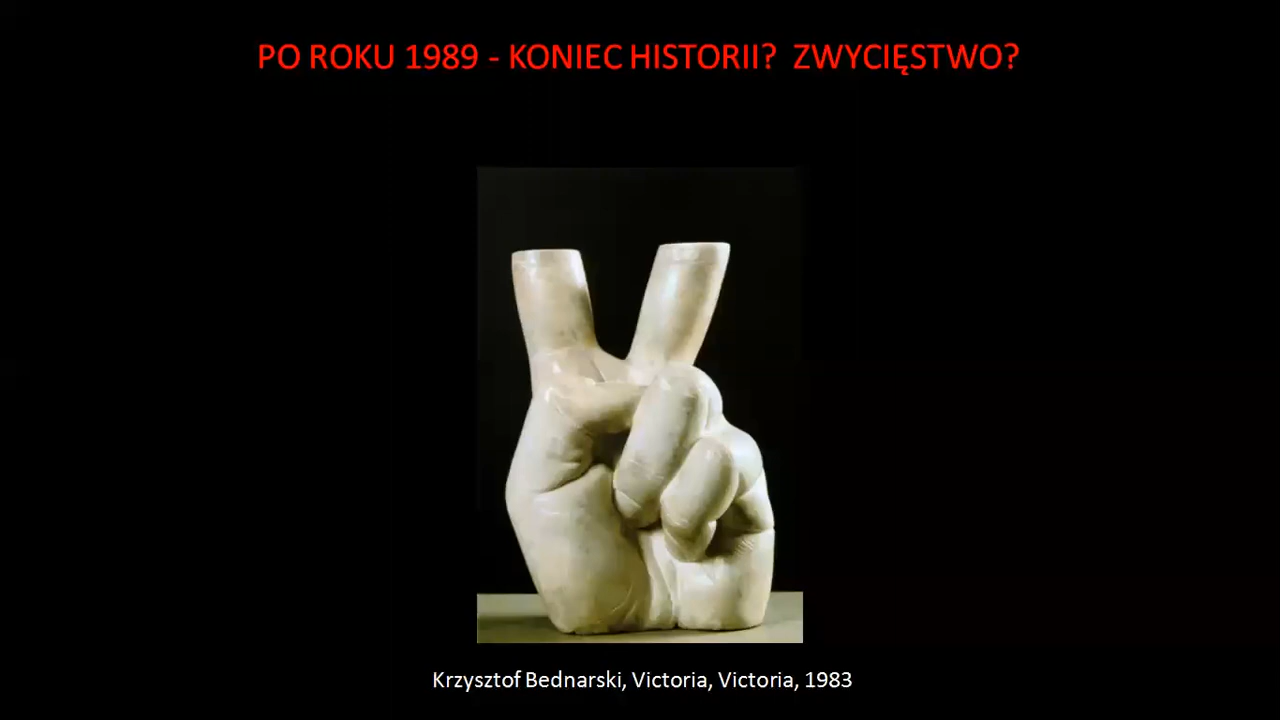 PO ROKU 1989 - KONIEC HISTORII? ZWYCIĘSTWO?
Krzysztof Bednarski, Victoria, Victoria, 1983